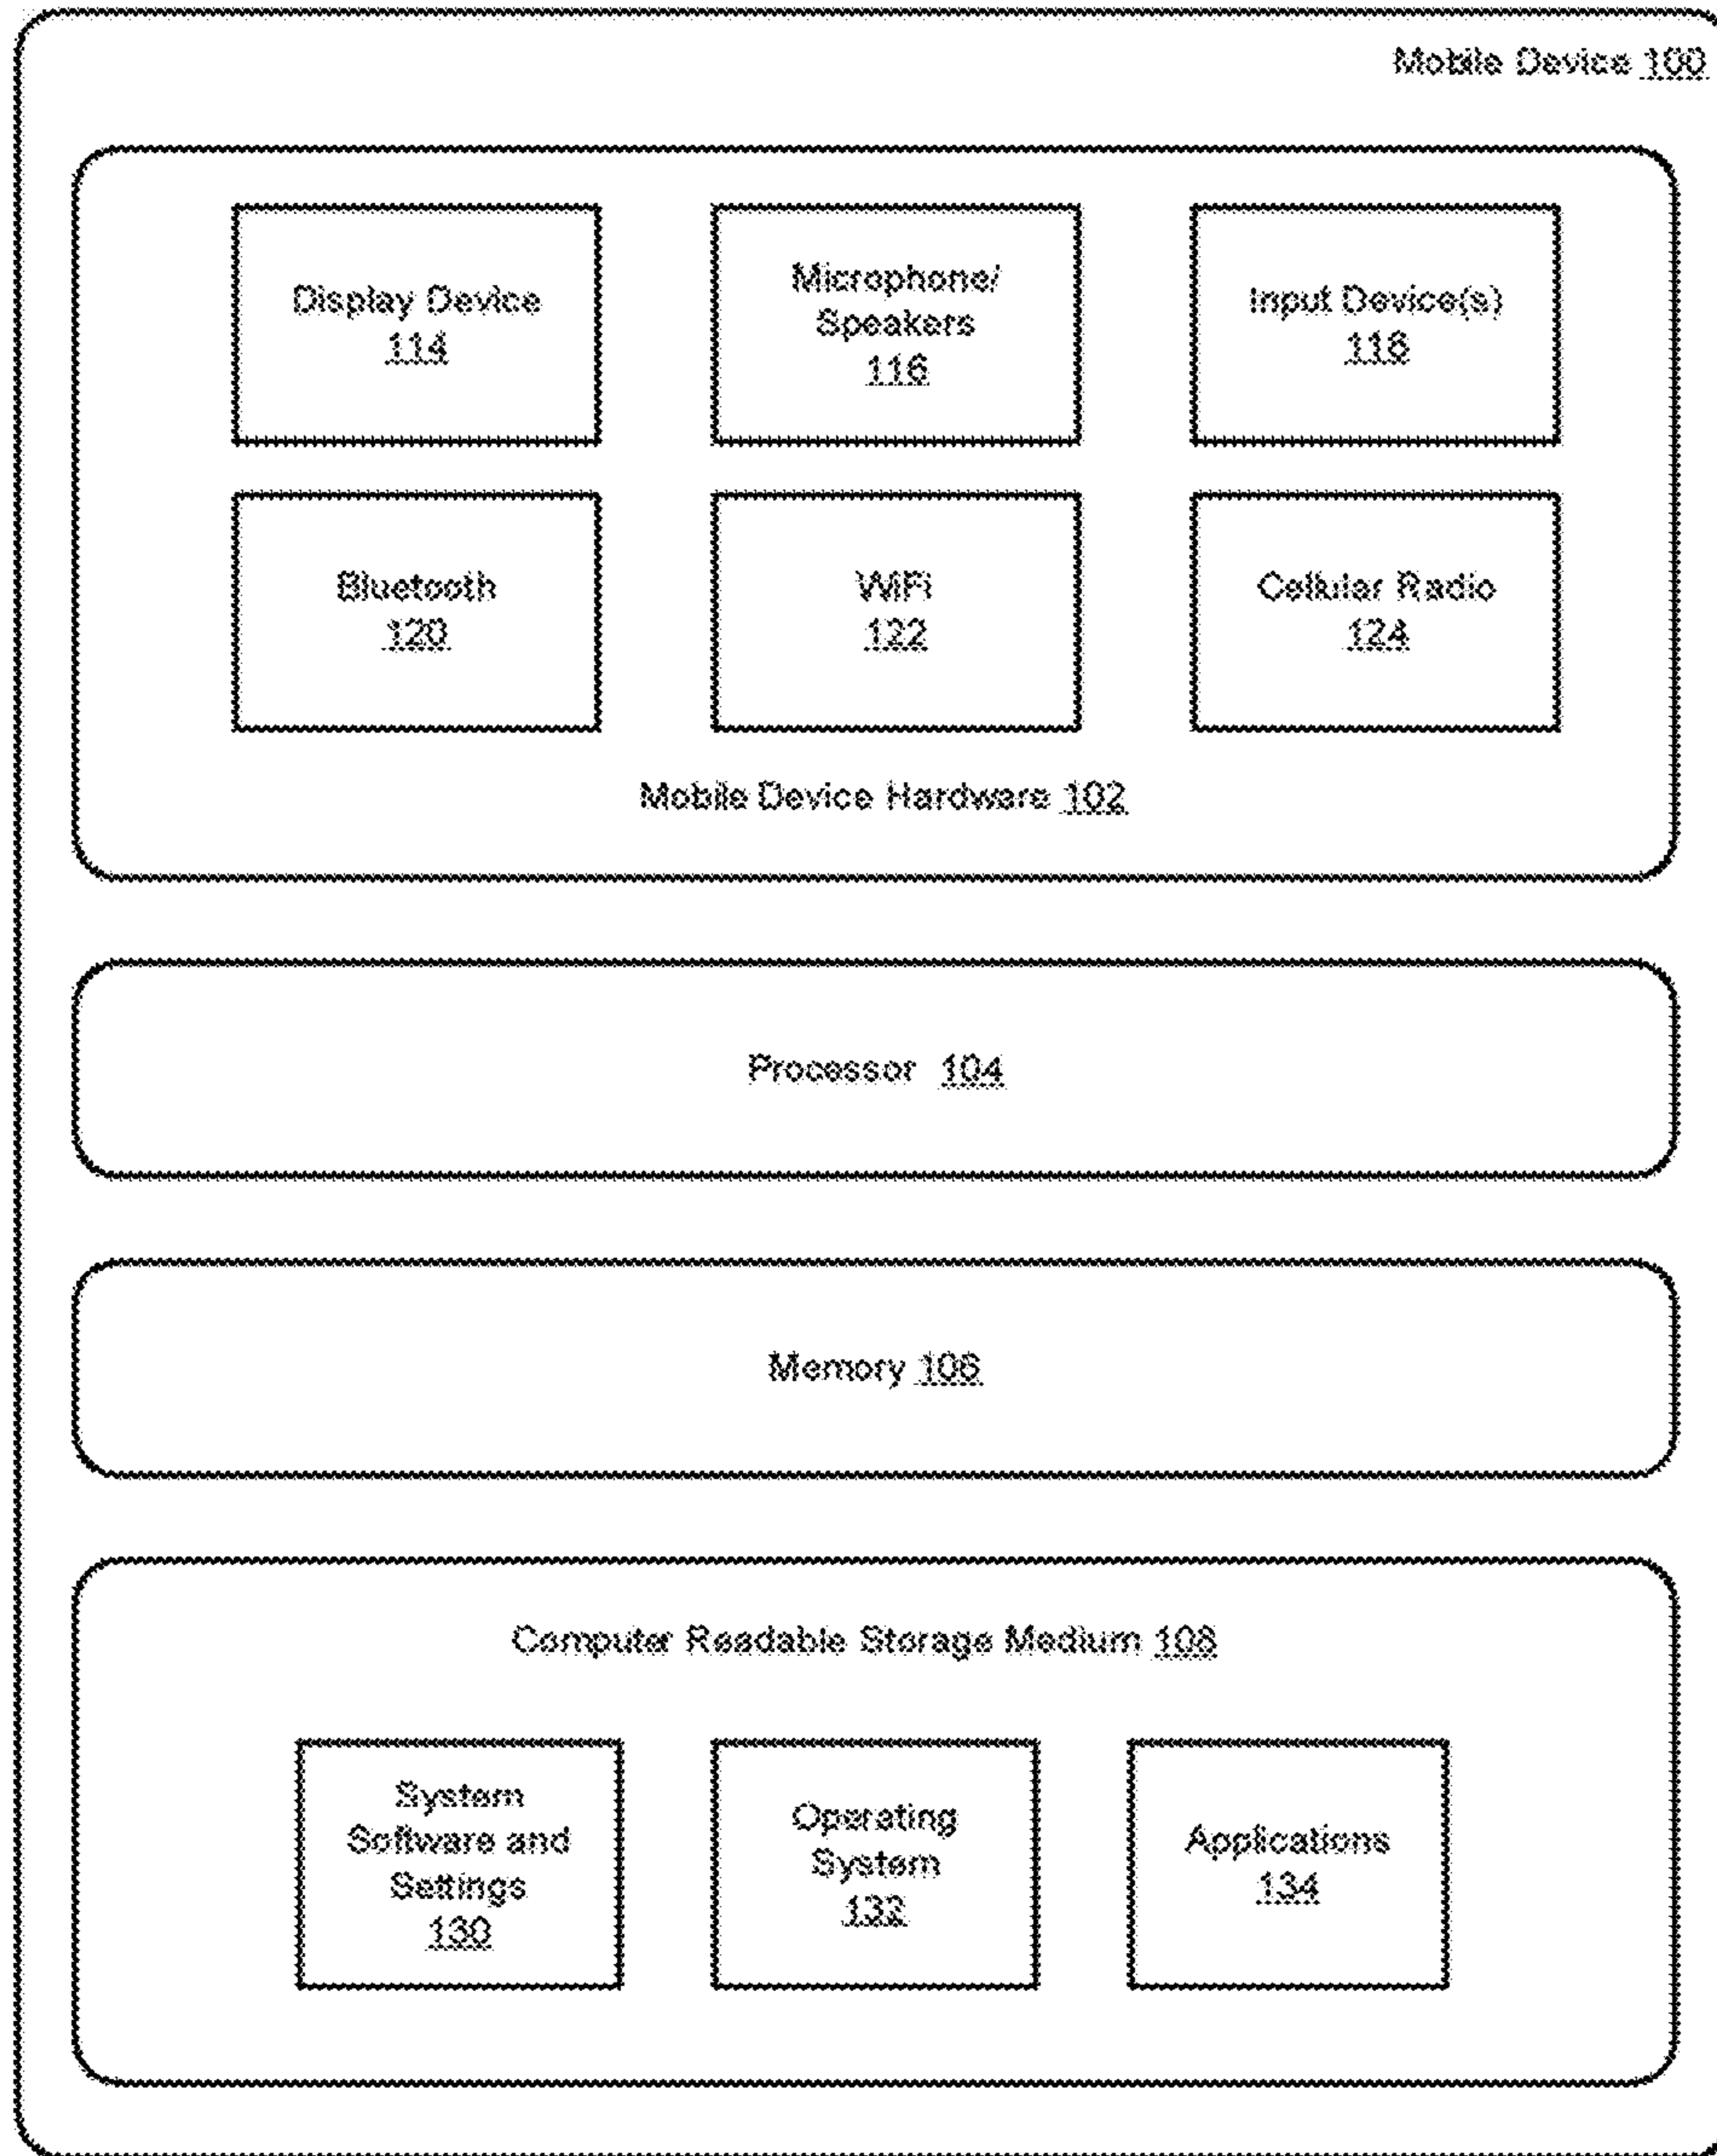 Mobile Device 100
Display Device
114
Microphone/
Speakers
116
Input Device(s)
118
Bluetooth
120
WiFi
122
Cellular Radio
124
Mobile Device Hardware 102
Processor 104
Memory 106
Computer Readable Storage Medium 108
System
Software and
Settings
130
Operating
System
132
Applications
134